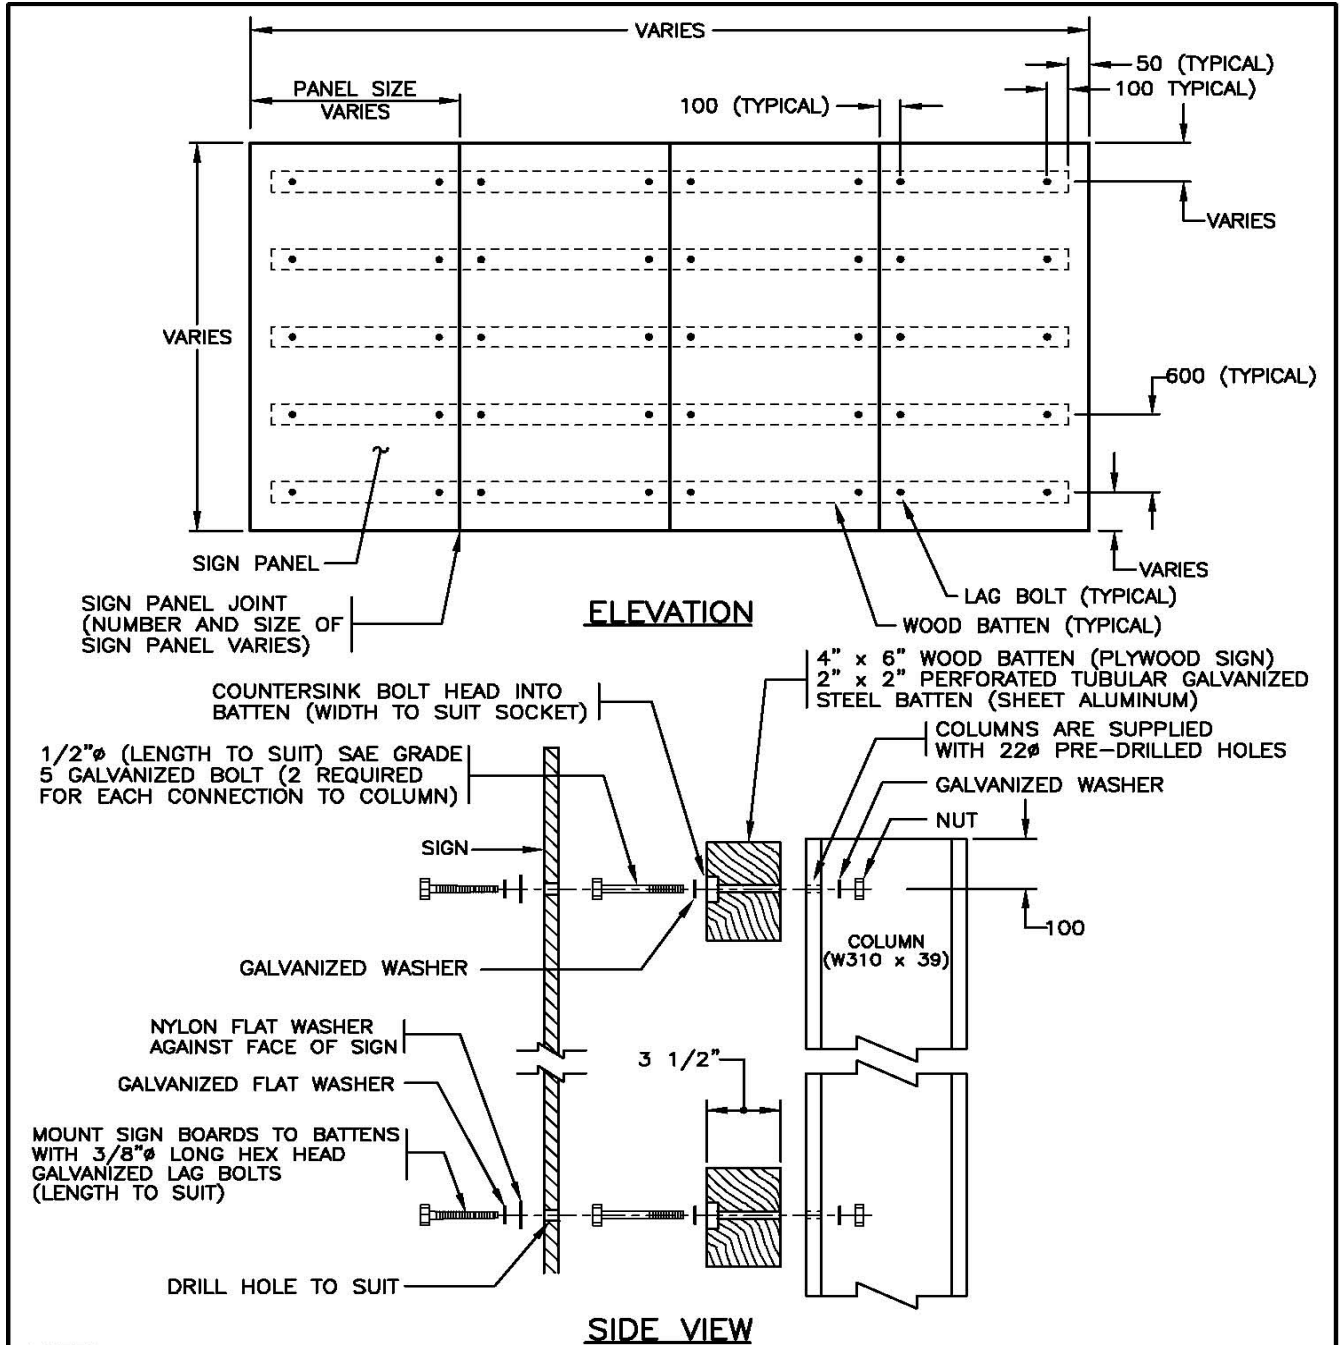 VARIES
50 (TYPICAL)
PANEL SIZE
VARIES
100 (TYPICAL)
100 TYPICAL)
VARIES
VARIES
600 (TYPICAL)
SIGN PANEL
VARIES
SIGN PANEL JOINT
(NUMBER AND SIZE OF
SIGN PANEL VARIES)
ELEVATION
LAG BOLT (TYPICAL)
WOOD BATTEN (TYPICAL)
4" x 6" WOOD BATTEN (PLYWOOD SIGN)
2" x 2" PERFORATED TUBULAR GALVANIZED
STEEL BATTEN (SHEET ALUMINUM)
COUNTERSINK BOLT HEAD INTO
BATTEN (WIDTH TO SUIT SOCKET)
COLUMNS ARE SUPPLIED
WITH 22ø PRE-DRILLED HOLES
1/2"ø (LENGTH TO SUIT) SAE GRADE
5 GALVANIZED BOLT (2 REQUIRED
FOR EACH CONNECTION TO COLUMN)
GALVANIZED WASHER
NUT
SIGN
100
COLUMN
(W310 x 39)
GALVANIZED WASHER
NYLON FLAT WASHER
AGAINST FACE OF SIGN
3 1/2"
GALVANIZED FLAT WASHER
MOUNT SIGN BOARDS TO BATTENS
WITH 3/8"ø LONG HEX HEAD
GALVANIZED LAG BOLTS
(LENGTH TO SUIT)
DRILL HOLE TO SUIT
SIDE VIEW